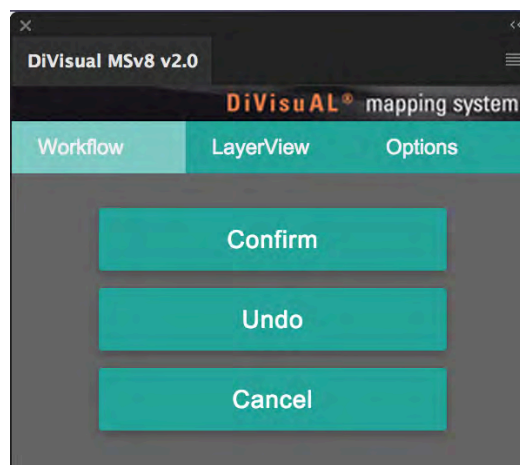 DiVisual MSv8 v2.0
DiVisuAL® mapping system
Workflow LayerView Options
Confirm
Undo
Cancel